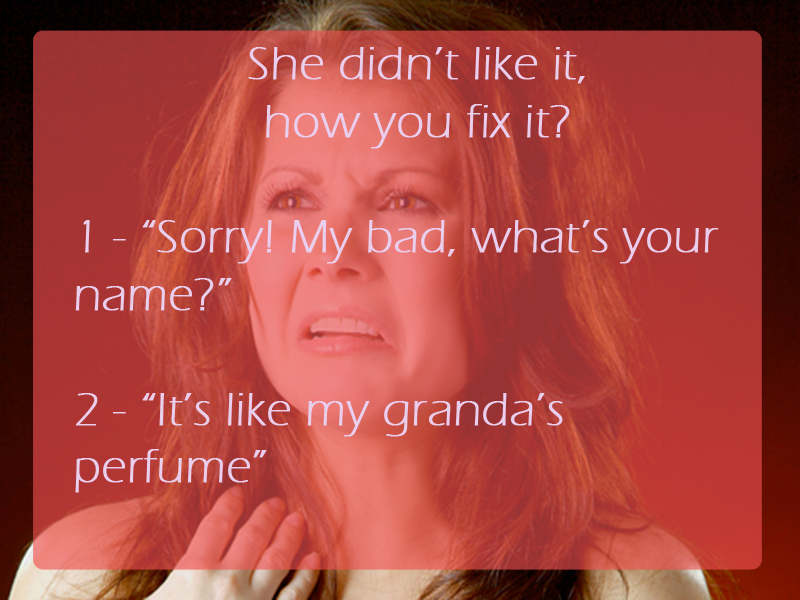 She didn't like it,
how you fix it?
1 - “Sorry! My bad, what's your
name?”
2 - “It's like my granda's
perfume”